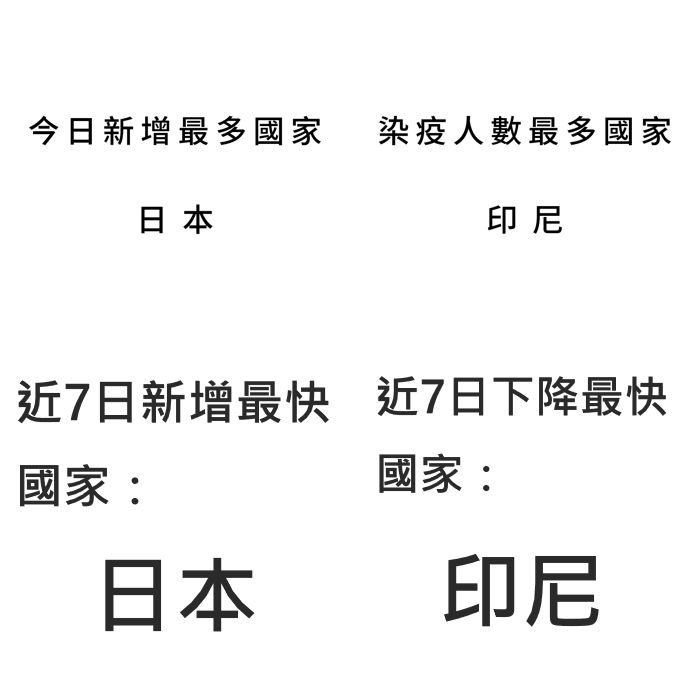 今日新增最多國家
日本
染疫人數最多國家
印尼
近7日新增最快
國家：
日本
近7日下降最快
國家：
印尼